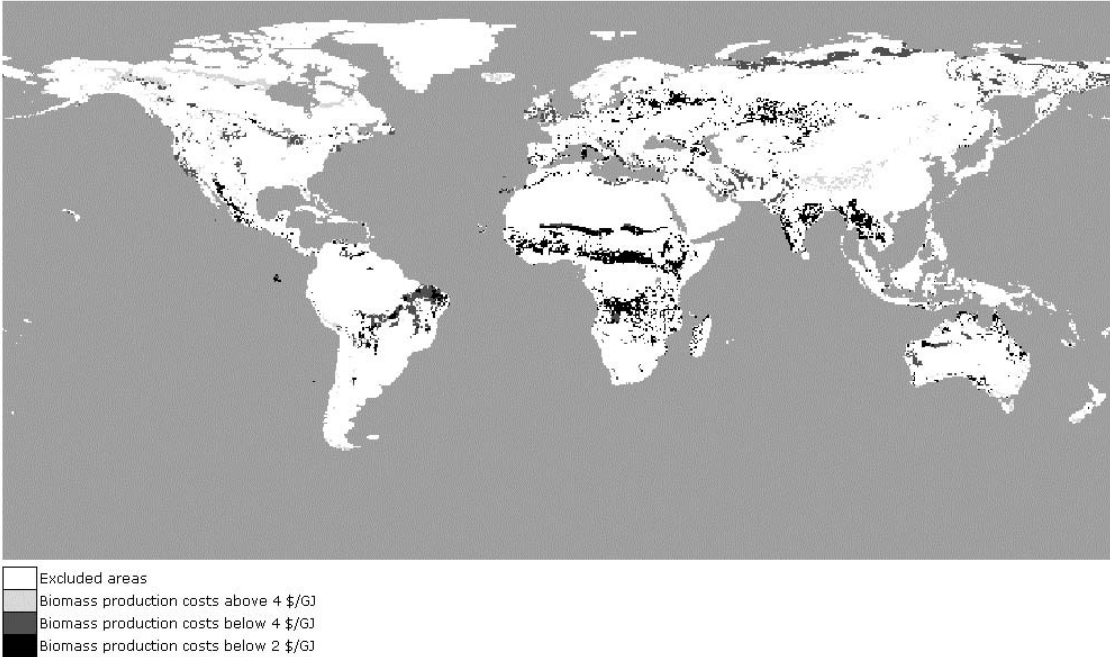 Excluded areas
Biomass production costs above 4 $/GJ
Biomass production costs below 4 $/GJ
Biomass production costs below 2 $/GJ